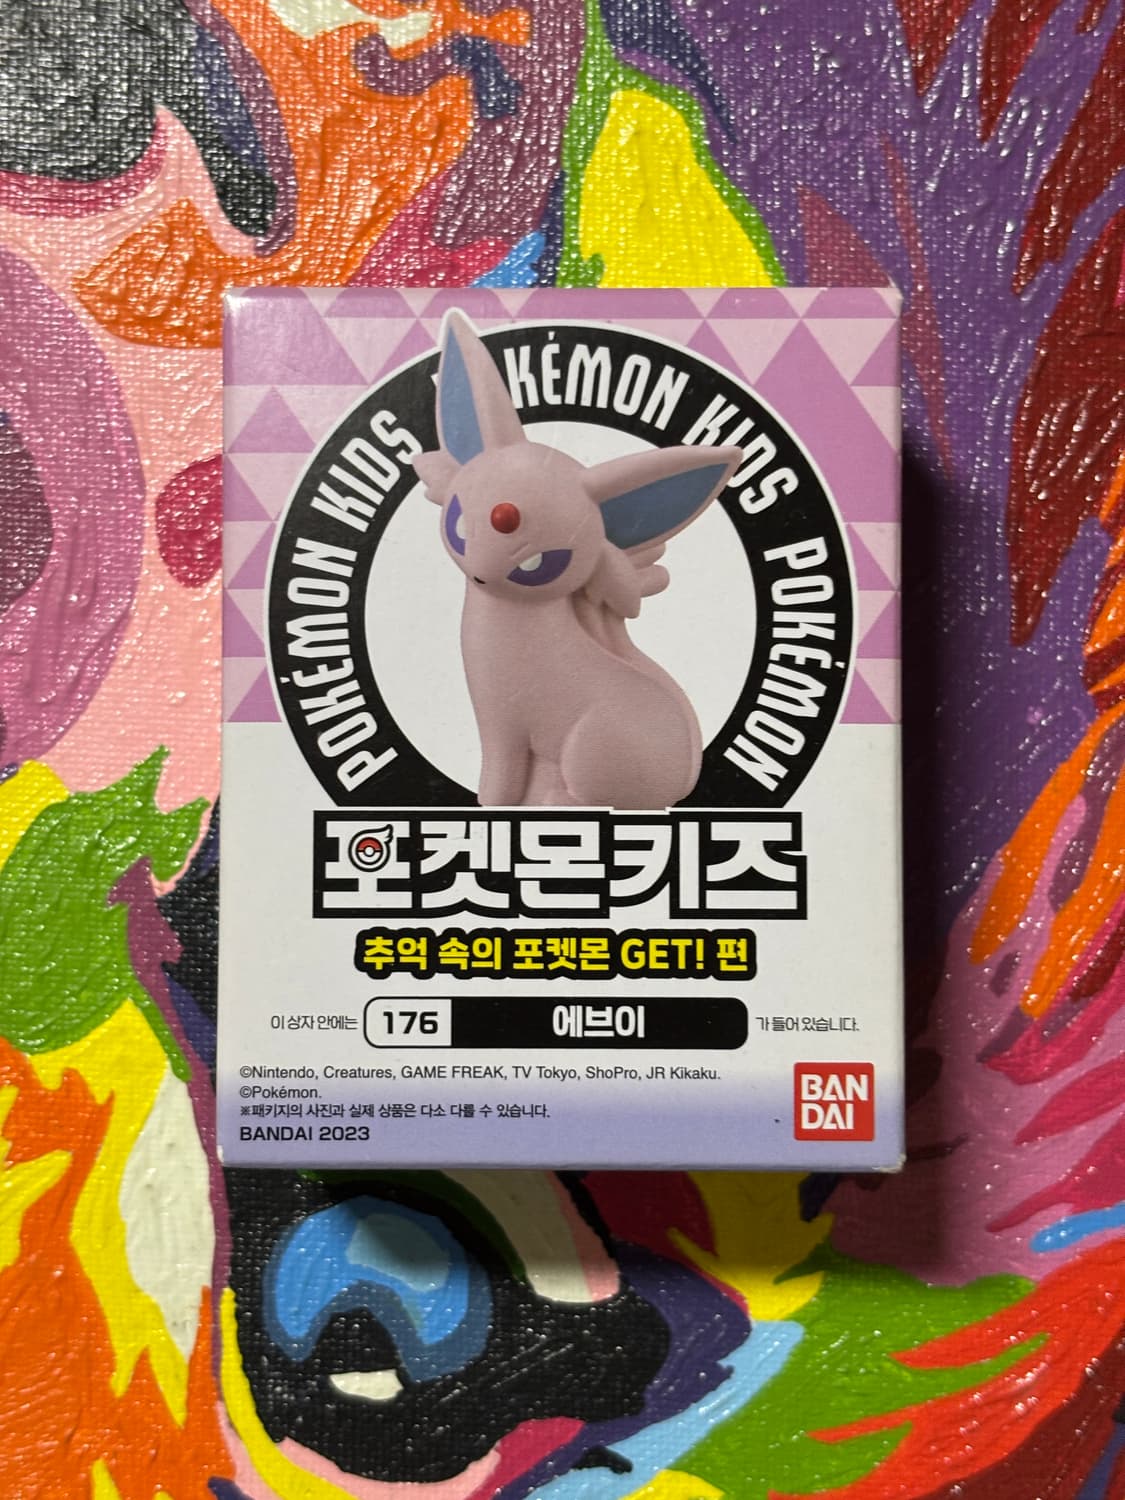 POKÉMON KIDS POKÉMON KIDS POKÉMON
포켓몬키즈
추억 속의 포켓몬 GET! 편
이 상자 안에는 176 에브이 가 들어 있습니다.
©Nintendo, Creatures, GAME FREAK, TV Tokyo, ShoPro, JR Kikaku.
©Pokémon.
※패키지의 사진과 실제 상품은 다소 다를 수 있습니다.
BANDAI 2023
BAN
DAI